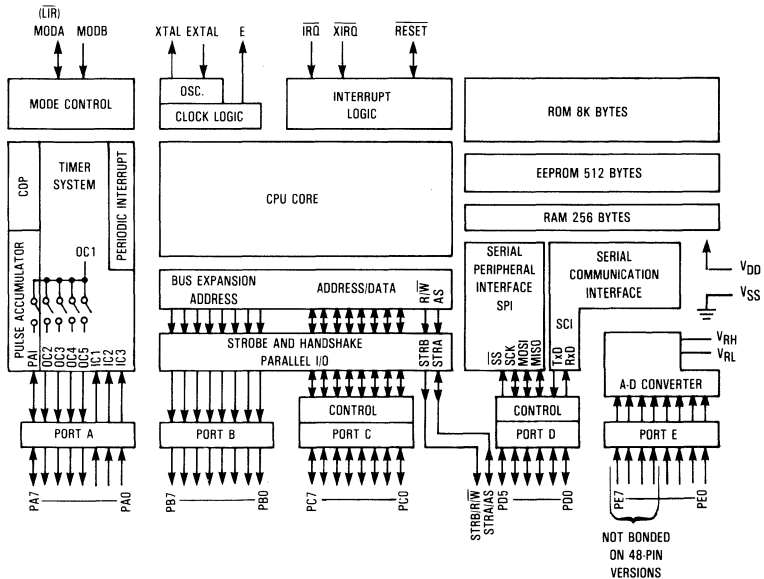 (LIR)
MODA MODB
XTAL EXTAL E
IRQ XIRQ RESET
MODE CONTROL
OSC.
CLOCK LOGIC
INTERRUPT
LOGIC
ROM 8K BYTES
COP
TIMER
SYSTEM
PERIODIC INTERRUPT
CPU CORE
EEPROM 512 BYTES
RAM 256 BYTES
PULSE ACCUMULATOR
OC1
PAI
OC2
OC3
OC4
OC5
IC1
IC2
IC3
BUS EXPANSION
ADDRESS
ADDRESS/DATA
R/W
AS
STROBE AND HANDSHAKE
PARALLEL I/O
STRB
STRA
SERIAL
PERIPHERAL
INTERFACE
SPI
SS
SCK
MOSI
MISO
SERIAL
COMMUNICATION
INTERFACE
SCI
TxD
RxD
VDD
VSS
VRH
VRL
A-D CONVERTER
CONTROL
CONTROL
PORT A
PORT B
PORT C
PORT D
PORT E
PA7
PA0
PB7
PB0
PC7
PC0
STRB/R/W
STRA/AS
PD5
PD0
PE7
PE0
NOT BONDED
ON 48-PIN
VERSIONS